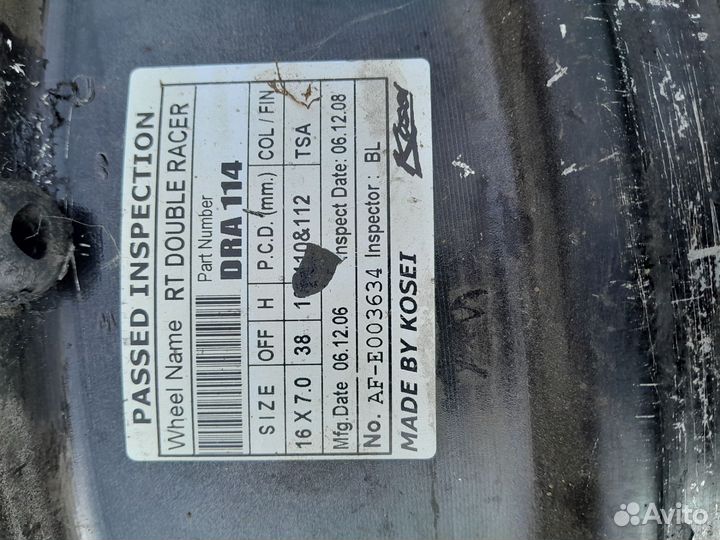 PASSED INSPECTION
Wheel Name RT DOUBLE RACER
Part Number
DRA 114
SIZE OFF H P.C.D. (mm.) COL / FIN
16 X 7.0 38 &112 TSA
Mfg.Date 06.12.06 Inspect Date: 06.12.08
No. AF-E003634 Inspector : BL
MADE BY KOSEI Kosei
Avito